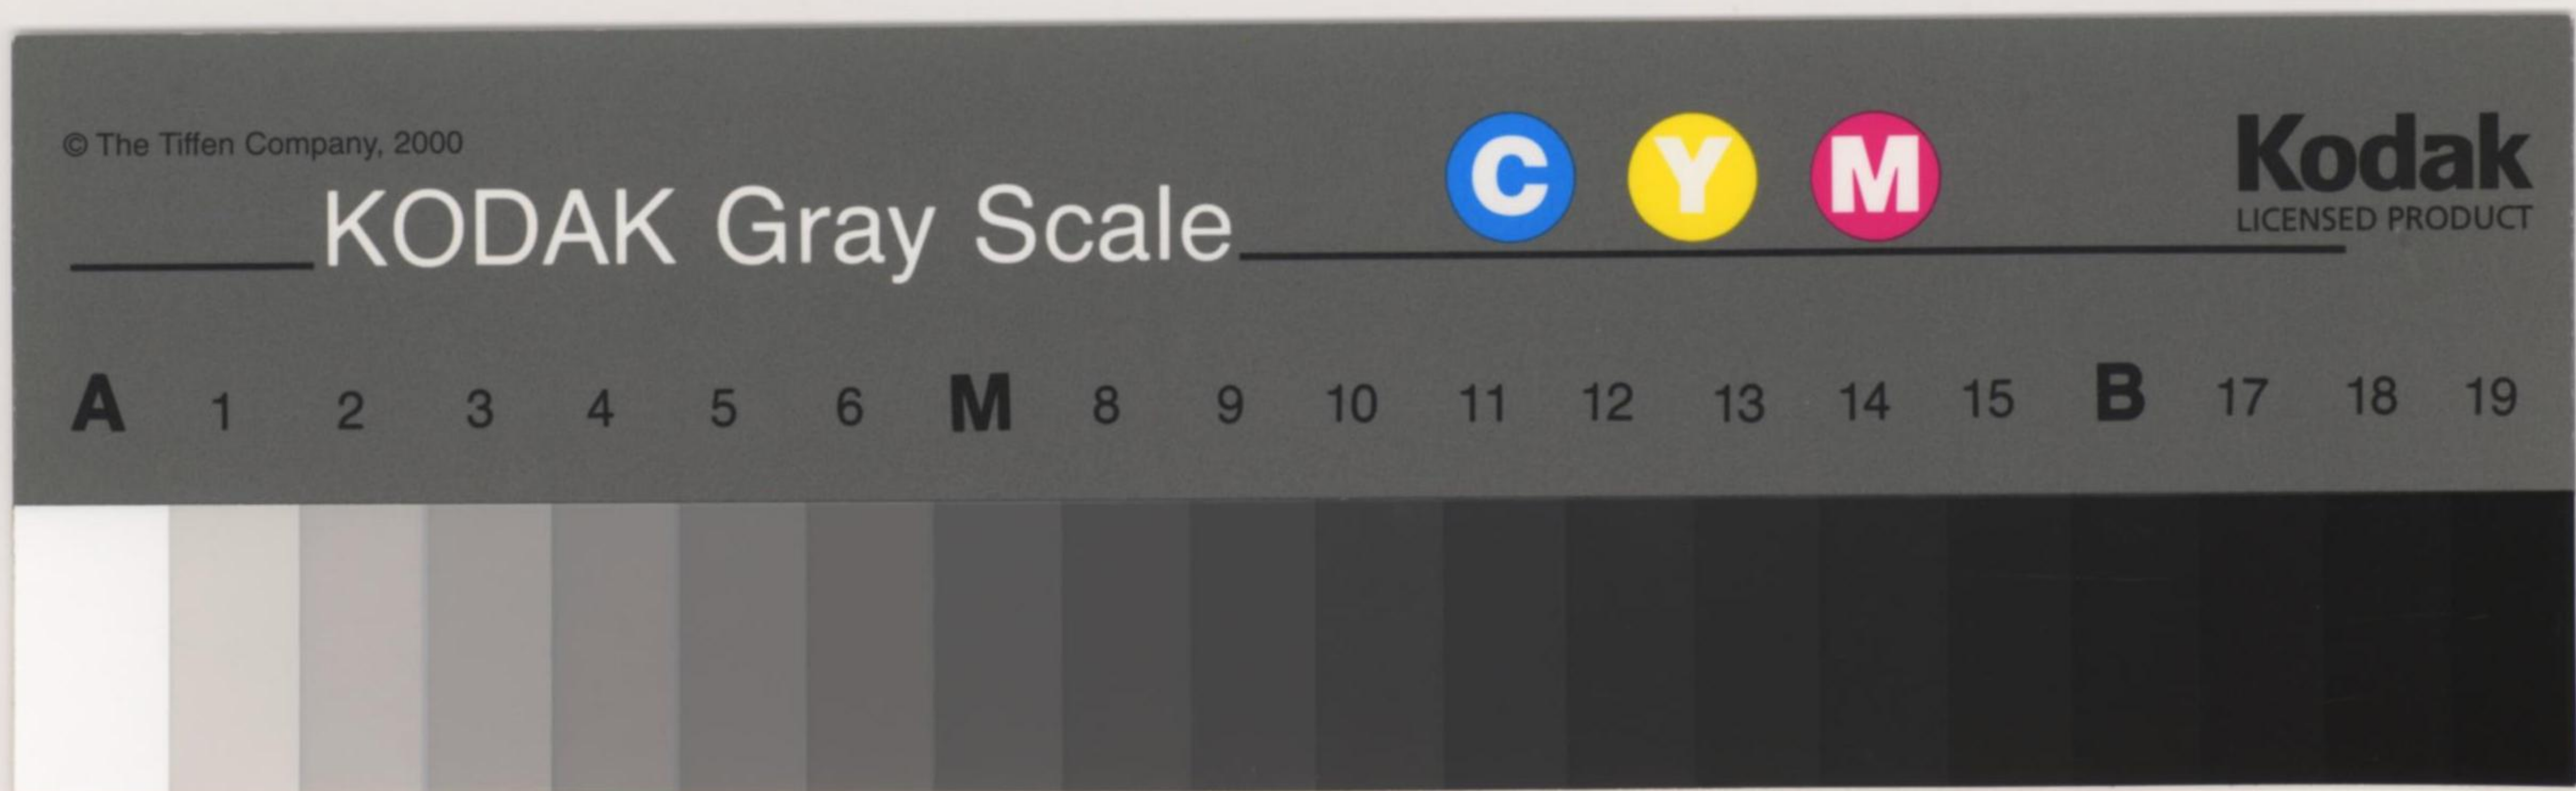 © The Tiffen Company, 2000
KODAK Gray Scale
C Y M
Kodak
LICENSED PRODUCT
A 1 2 3 4 5 6 M 8 9 10 11 12 13 14 15 B 17 18 19